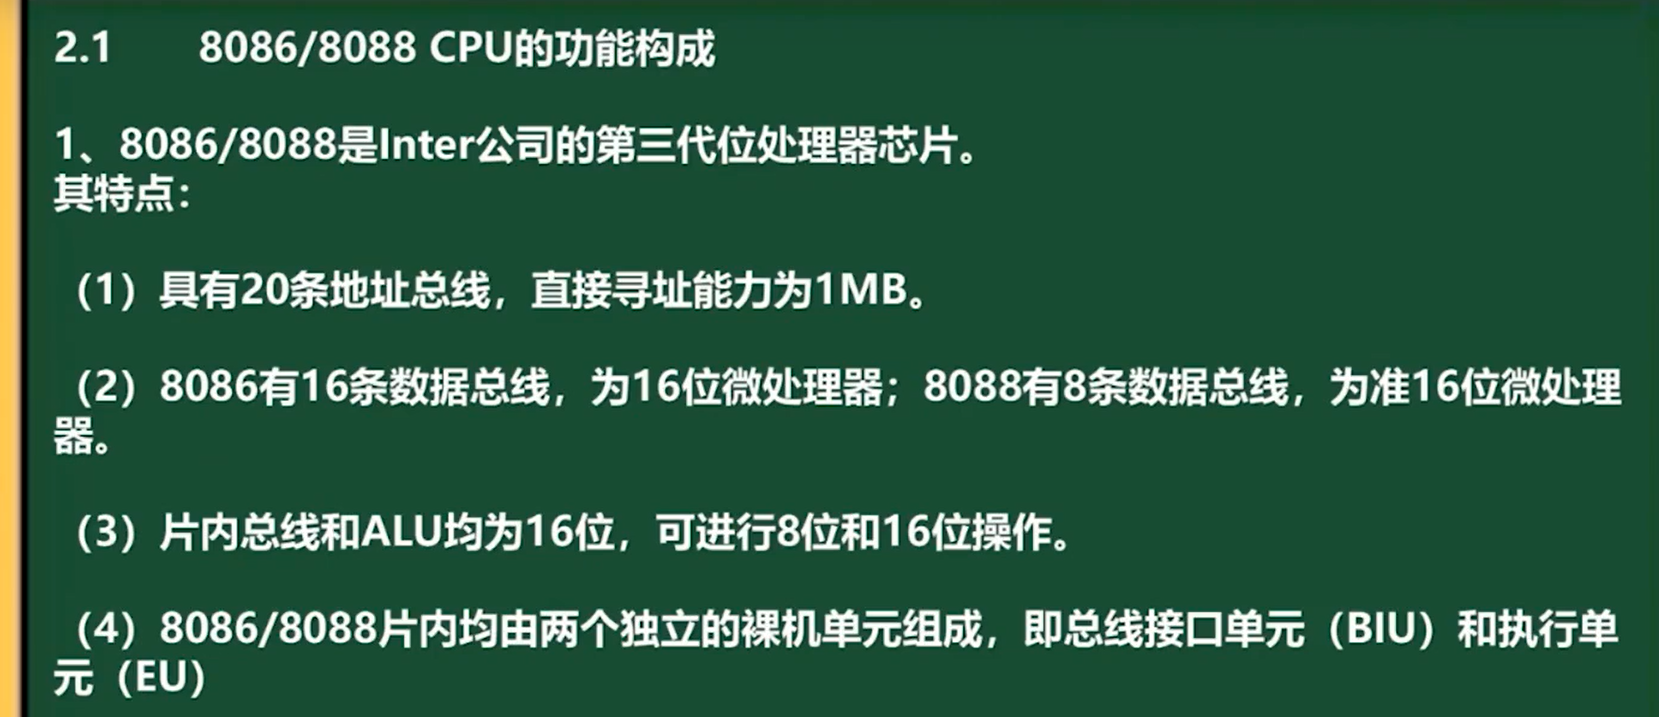 2.1 8086/8088 CPU的功能构成
1、8086/8088是Inter公司的第三代位处理器芯片。
其特点：
（1）具有20条地址总线，直接寻址能力为1MB。
（2）8086有16条数据总线，为16位微处理器；8088有8条数据总线，为准16位微处理
器。
（3）片内总线和ALU均为16位，可进行8位和16位操作。
（4）8086/8088片内均由两个独立的裸机单元组成，即总线接口单元（BIU）和执行单
元（EU）